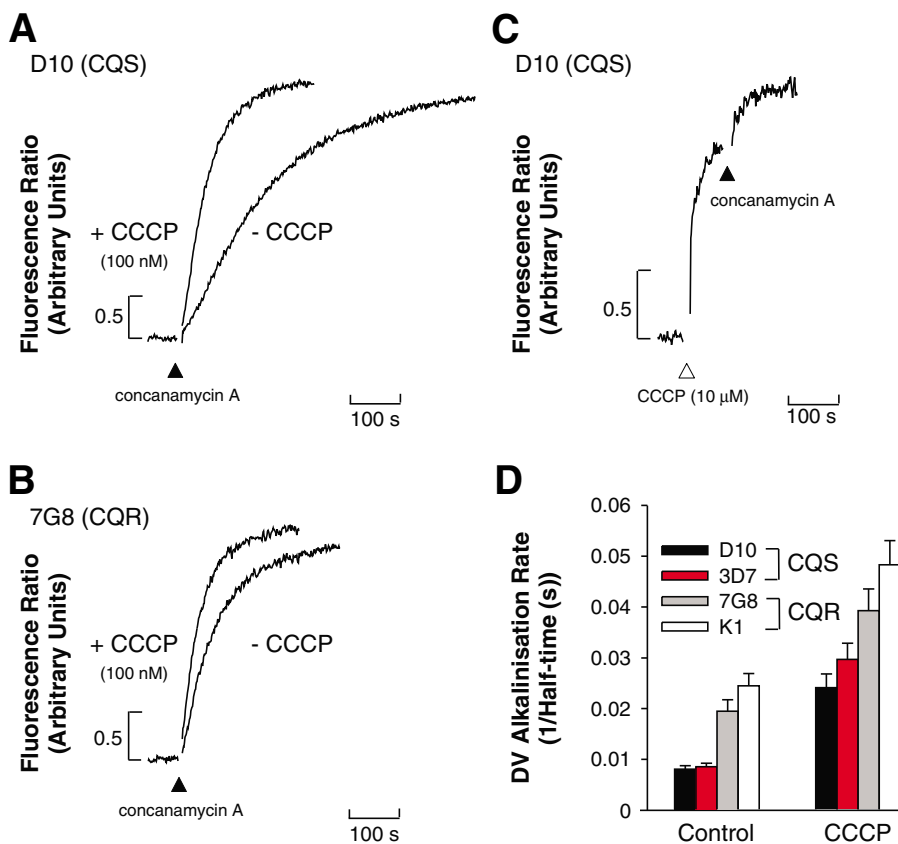 A
D10 (CQS)
Fluorescence Ratio
(Arbitrary Units)
+ CCCP
(100 nM)
- CCCP
0.5
concanamycin A
100 s
B
7G8 (CQR)
Fluorescence Ratio
(Arbitrary Units)
+ CCCP
(100 nM)
- CCCP
0.5
concanamycin A
100 s
C
D10 (CQS)
Fluorescence Ratio
(Arbitrary Units)
concanamycin A
0.5
CCCP (10 µM)
100 s
D
DV Alkalinisation Rate
(1/Half-time (s))
0.06
0.05
0.04
0.03
0.02
0.01
0
D10
3D7
CQS
7G8
K1
CQR
Control
CCCP